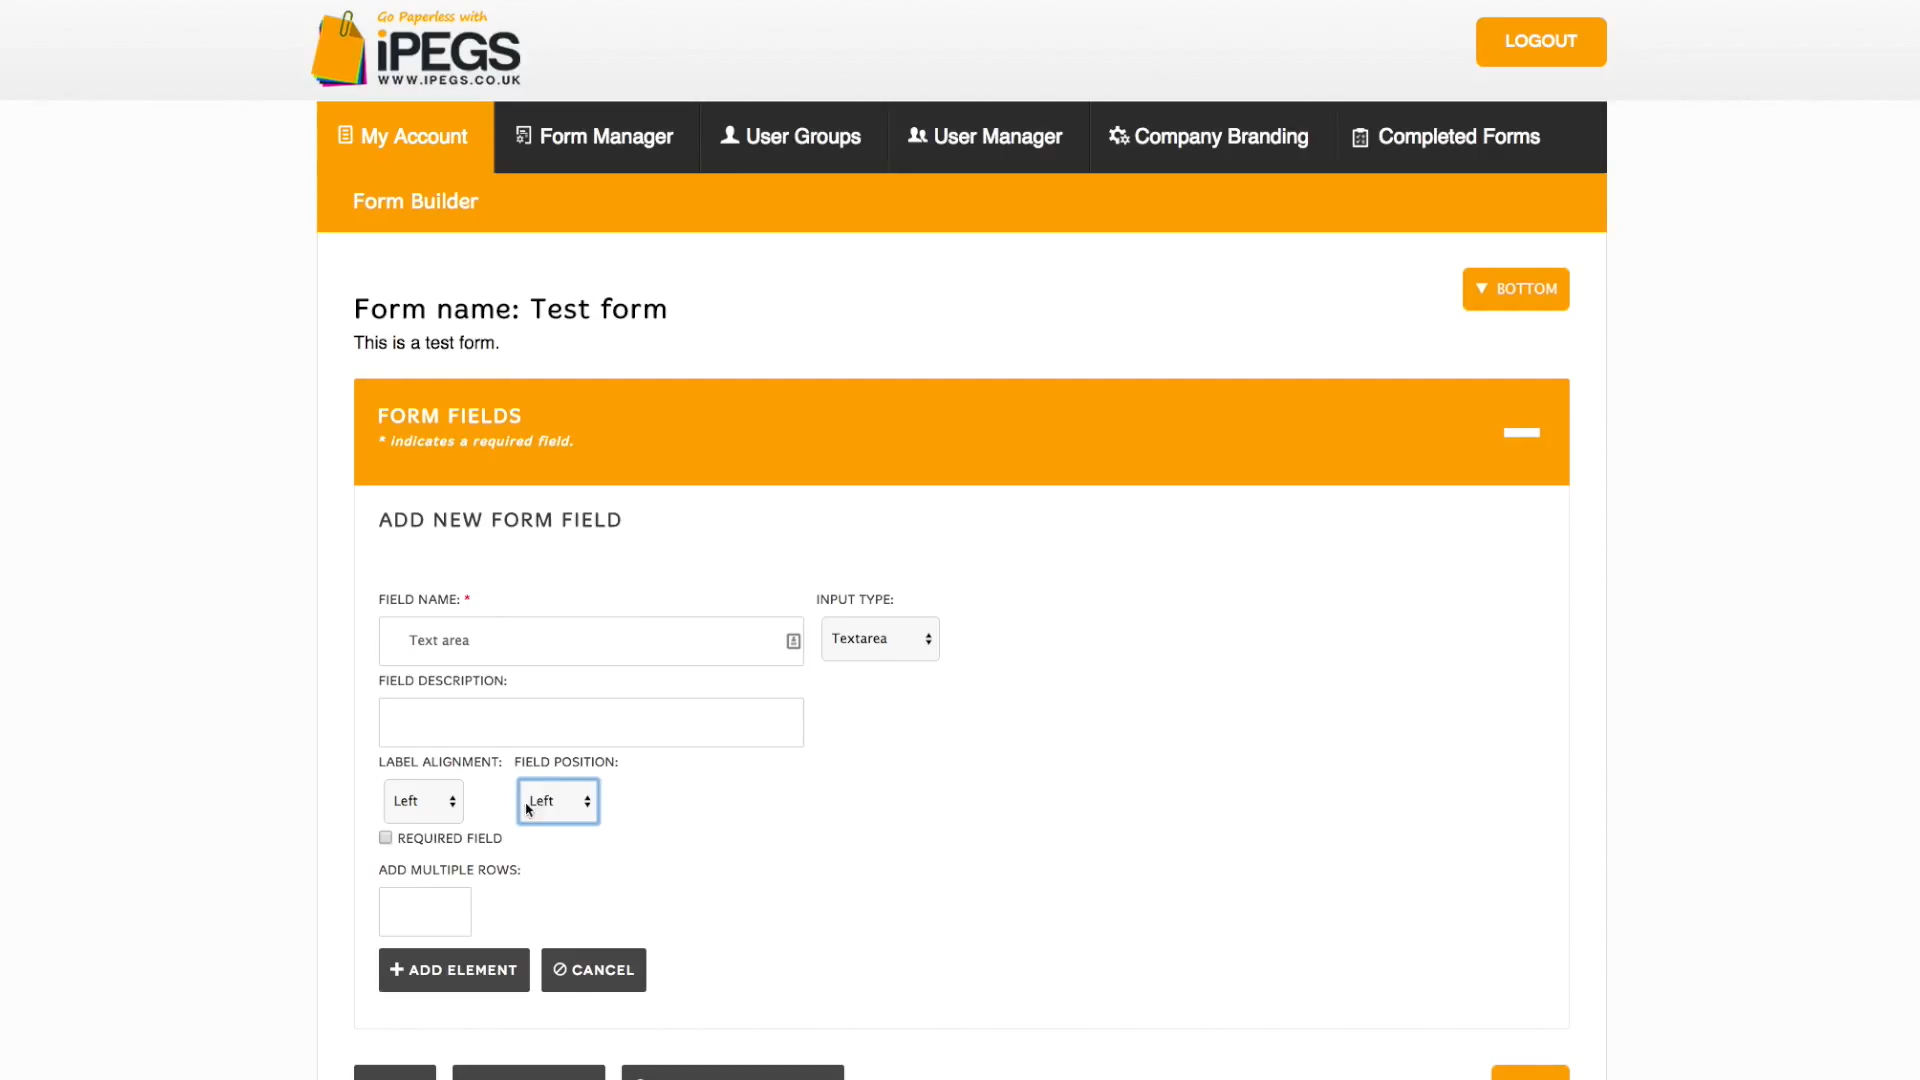 Go Paperless with
iPEGS
WWW.IPEGS.CO.UK
LOGOUT
My Account
Form Manager
User Groups
User Manager
Company Branding
Completed Forms
Form Builder
BOTTOM
Form name: Test form
This is a test form.
FORM FIELDS
* indicates a required field.
ADD NEW FORM FIELD
FIELD NAME: * INPUT TYPE:
Text area Textarea
FIELD DESCRIPTION:
LABEL ALIGNMENT: FIELD POSITION:
Left Left
REQUIRED FIELD
ADD MULTIPLE ROWS:
ADD ELEMENT CANCEL